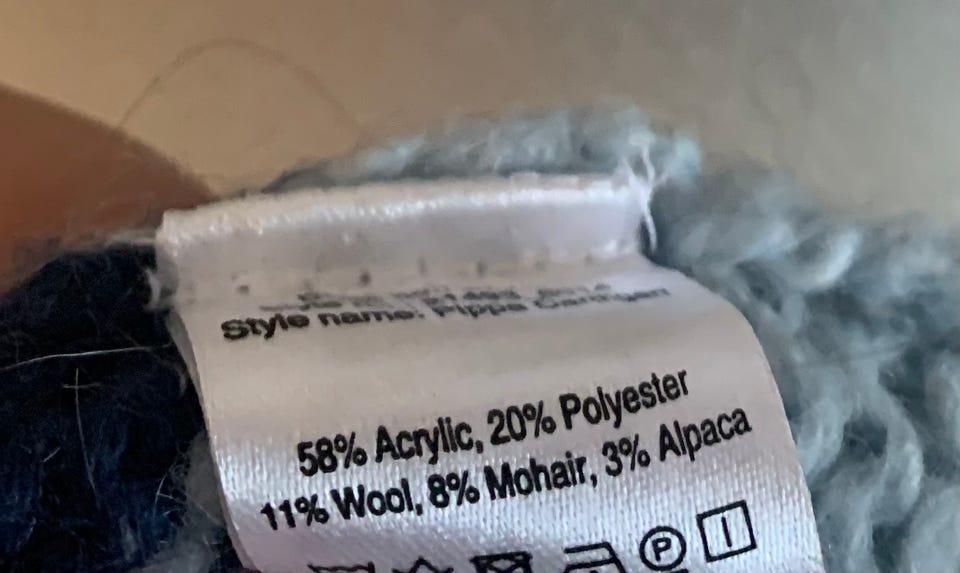 Style name: Pippa Cardigan
58% Acrylic, 20% Polyester
11% Wool, 8% Mohair, 3% Alpaca
P